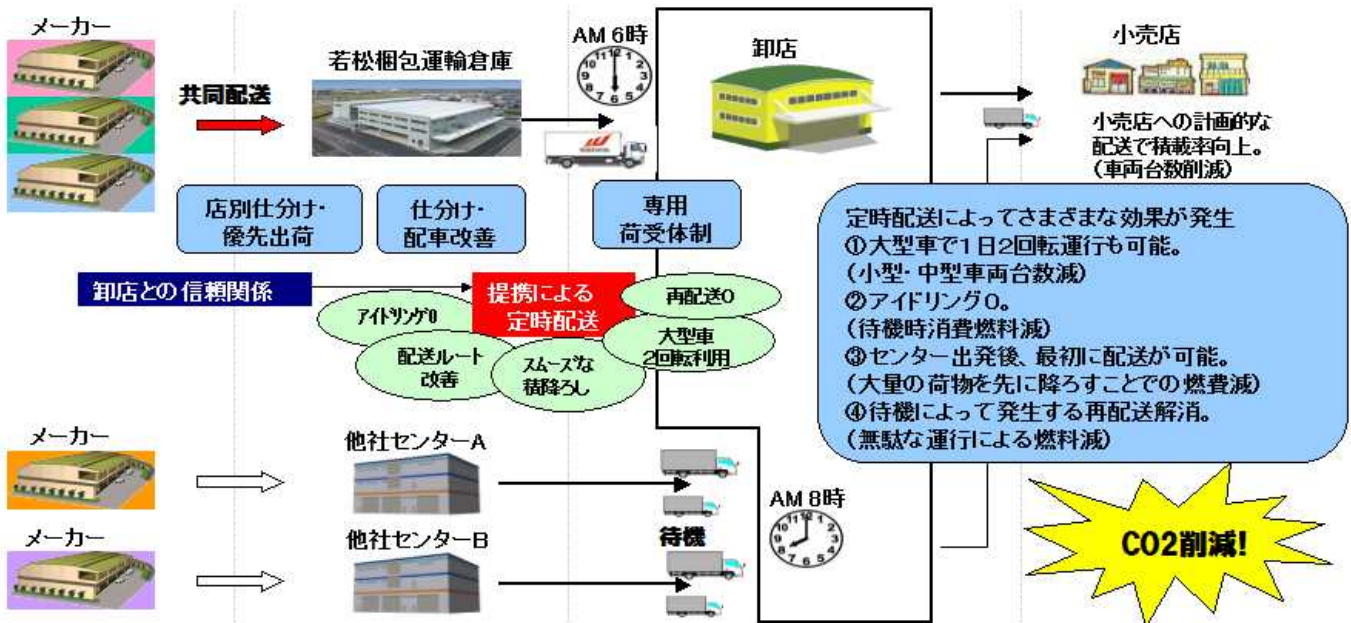 メーカー
若松梱包運輸倉庫
AM 6時
卸店
小売店
共同配送
小売店への計画的な
配送で積載率向上。
(車両台数削減)
店別仕分け・
優先出荷
仕分け・
配車改善
専用
荷受体制
定時配送によってさまざまな効果が発生
①大型車で1日2回転運行も可能。
(小型・中型車両台数減)
②アイドリング0。
(待機時消費燃料減)
③センター出発後、最初に配送が可能。
(大量の荷物を先に降ろすことでの燃費減)
④待機によって発生する再配送解消。
(無駄な運行による燃料減)
卸店との信頼関係
提携による
定時配送
再配送0
アイドリング0
大型車
2回転利用
配送ルート
改善
スムーズな
積降ろし
メーカー
他社センターA
AM 8時
メーカー
他社センターB
待機
CO2削減!